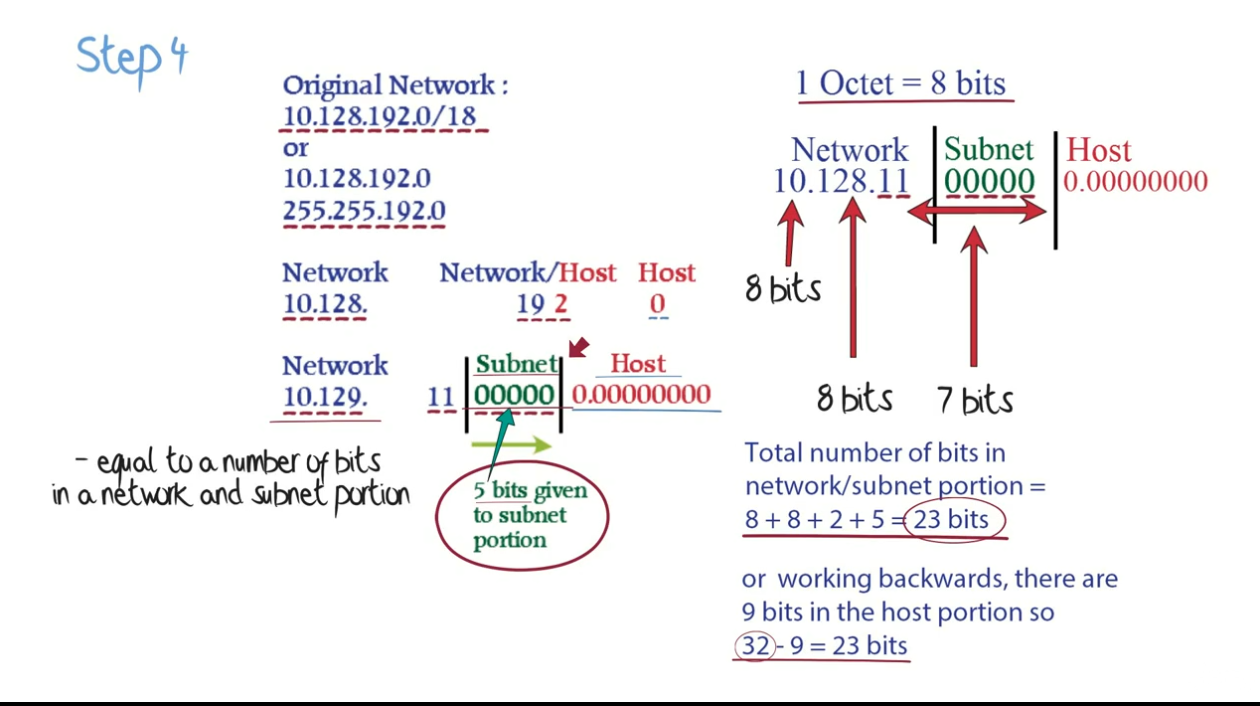 Step 4
Original Network :
10.128.192.0/18
or
10.128.192.0
255.255.192.0
Network Network/Host Host
10.128. 19 2 0
Network Subnet Host
10.129. 11 00000 0.00000000
- equal to a number of bits
in a network and subnet portion
5 bits given
to subnet
portion
1 Octet = 8 bits
Network Subnet Host
10.128.11 00000 0.00000000
8 bits
8 bits 7 bits
Total number of bits in
network/subnet portion =
8 + 8 + 2 + 5 = 23 bits
or working backwards, there are
9 bits in the host portion so
32 - 9 = 23 bits